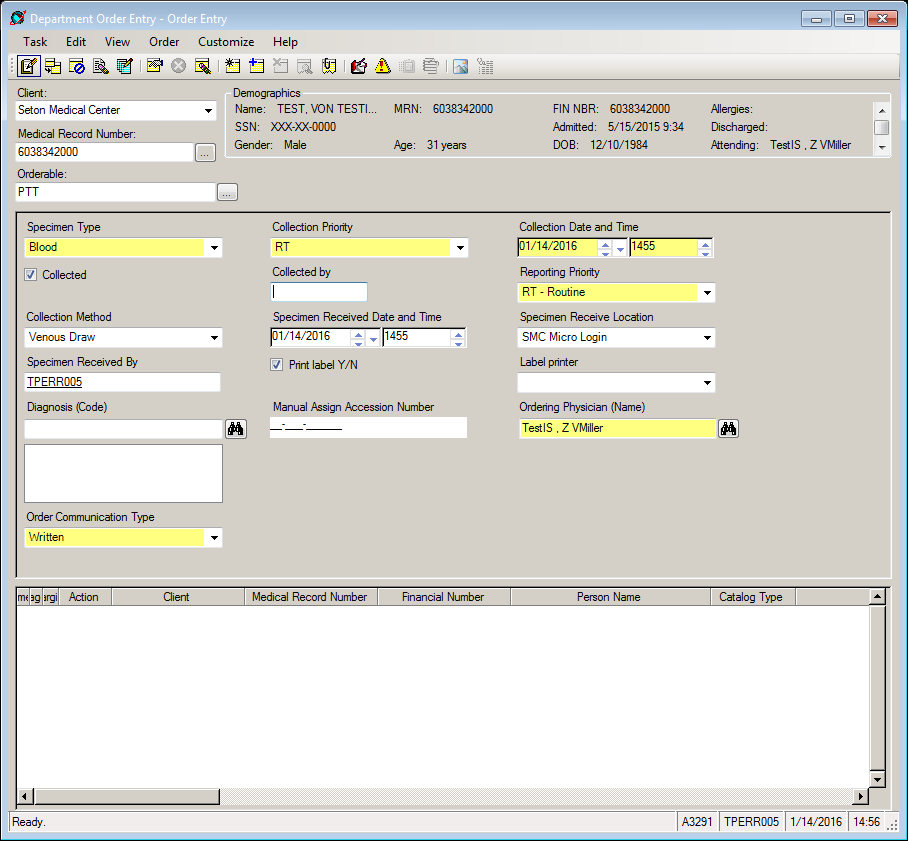 Department Order Entry - Order Entry
Task Edit View Order Customize Help
Client:
Seton Medical Center
Medical Record Number:
6038342000
...
Orderable:
PTT
...
Demographics
Name: TEST, VON TESTI... MRN: 6038342000 FIN NBR: 6038342000 Allergies:
SSN: XXX-XX-0000 Admitted: 5/15/2015 9:34 Discharged:
Gender: Male Age: 31 years DOB: 12/10/1984 Attending: TestIS , Z VMiller
Specimen Type Collection Priority Collection Date and Time
Blood RT 01/14/2016 1455
Collected Collected by Reporting Priority
RT - Routine
Collection Method Specimen Received Date and Time Specimen Receive Location
Venous Draw 01/14/2016 1455 SMC Micro Login
Specimen Received By Print label Y/N Label printer
TPERR005
Diagnosis (Code) Manual Assign Accession Number Ordering Physician (Name)
__-___-______ TestIS , Z VMiller
Order Communication Type
Written
me ag argi Action Client Medical Record Number Financial Number Person Name Catalog Type
Ready. A3291 TPERR005 1/14/2016 14:56